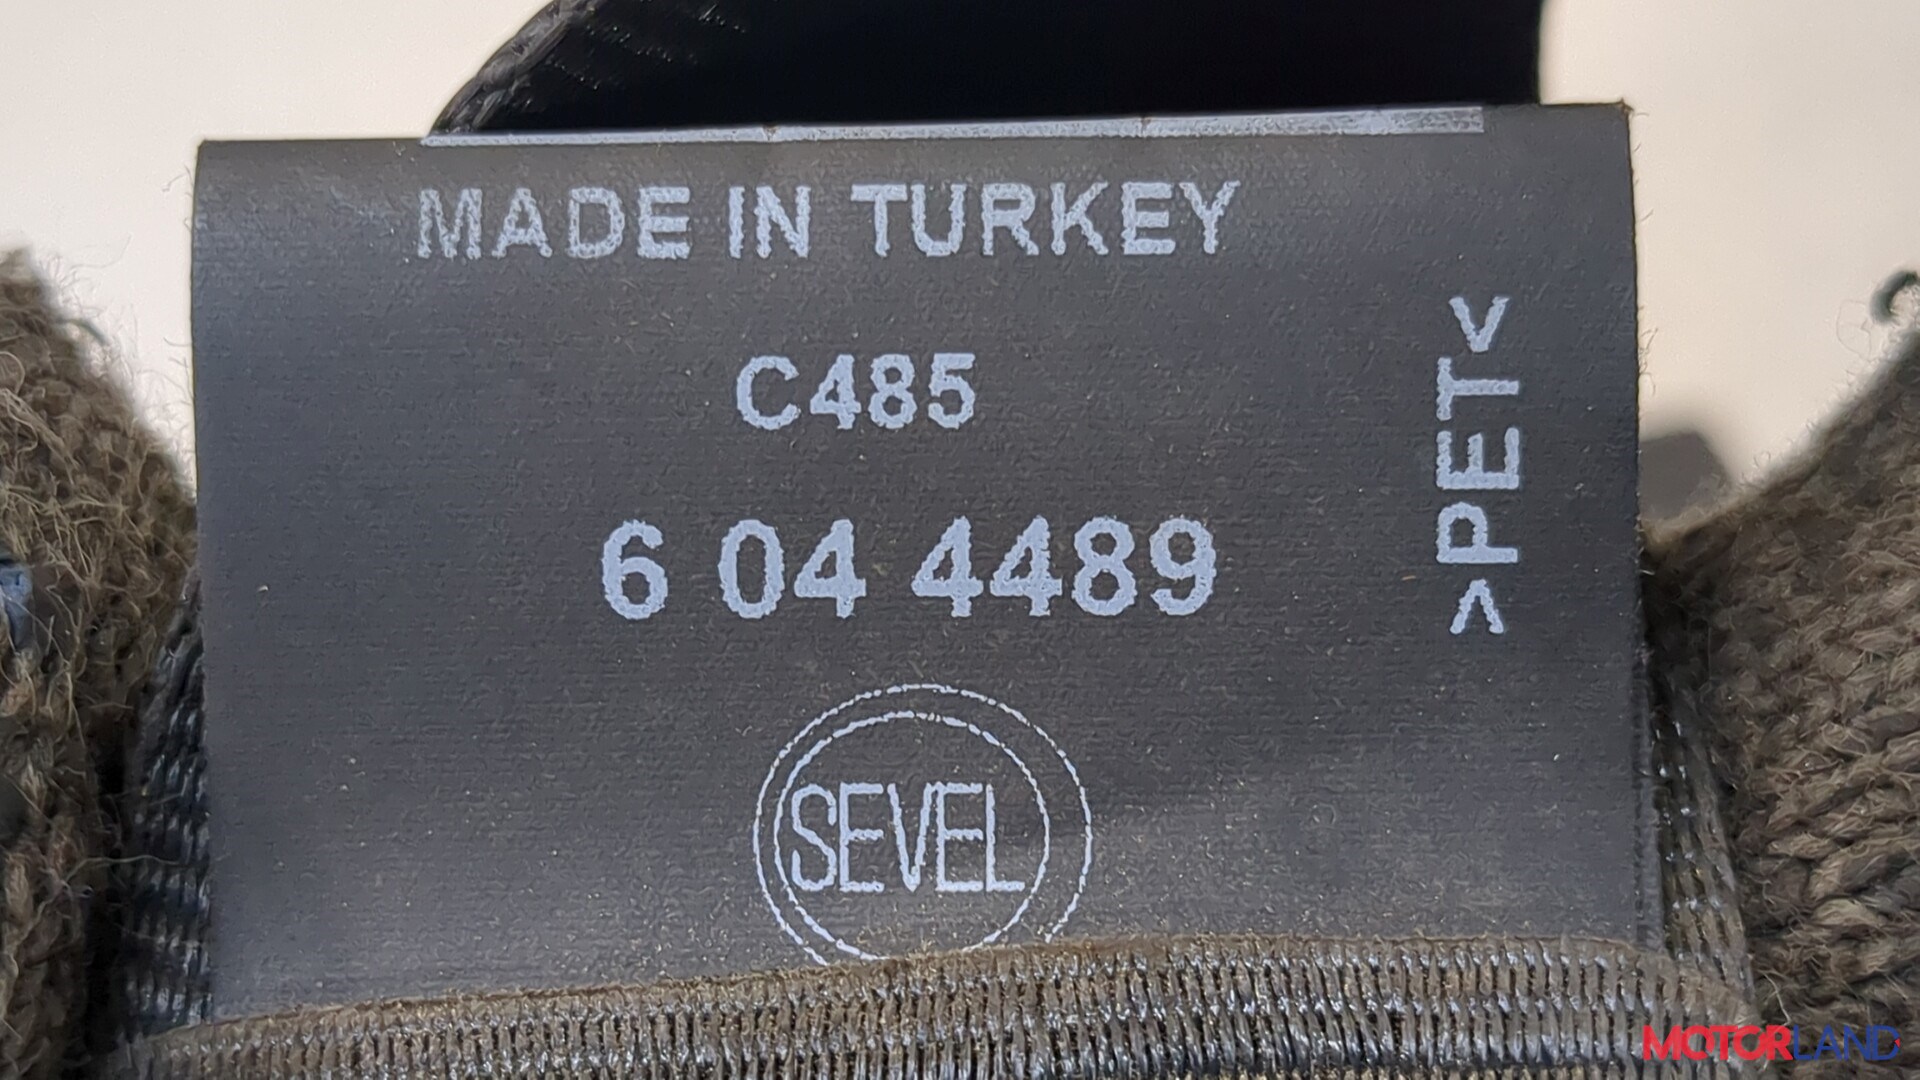 MADE IN TURKEY
C485
>PET<
6 04 4489
SEVEL
MOTORLAND